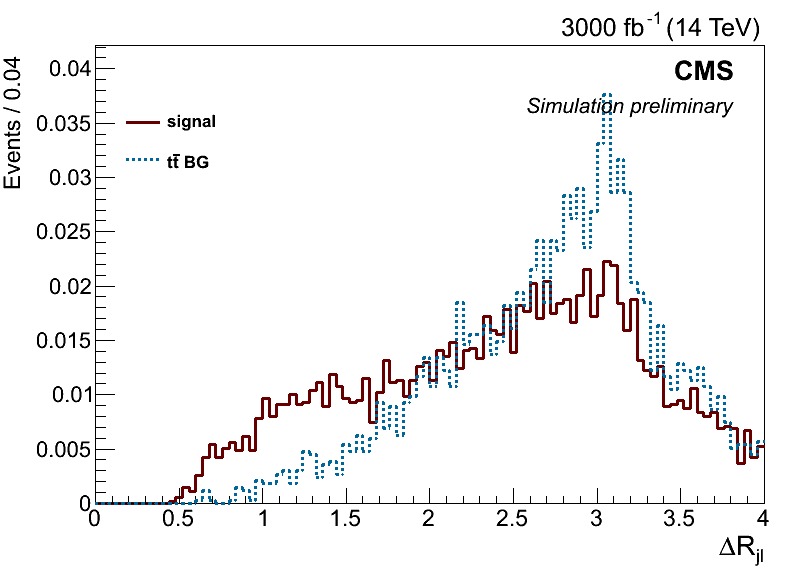 3000 fb⁻¹ (14 TeV)
CMS
Simulation preliminary
Events / 0.04
signal
tt̄ BG
0.04
0.035
0.03
0.025
0.02
0.015
0.01
0.005
0
0 0.5 1 1.5 2 2.5 3 3.5 4
ΔR_jl